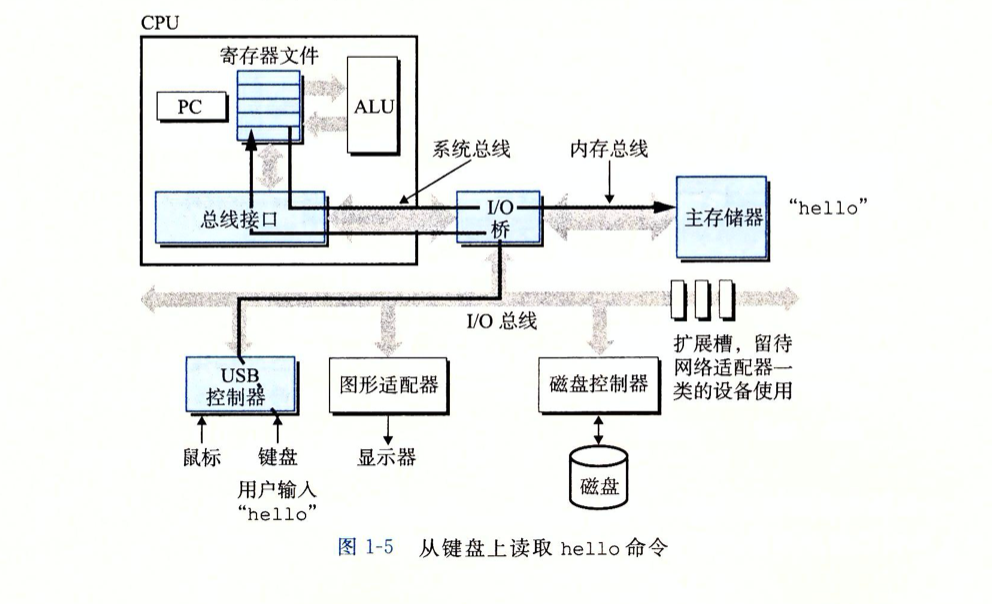 CPU
寄存器文件
PC
ALU
系统总线
内存总线
总线接口
I/O
桥
主存储器
“hello”
I/O 总线
扩展槽，留待
网络适配器一
类的设备使用
USB
控制器
图形适配器
磁盘控制器
鼠标
键盘
显示器
磁盘
用户输入
“hello”
图 1-5 从键盘上读取 hello 命令